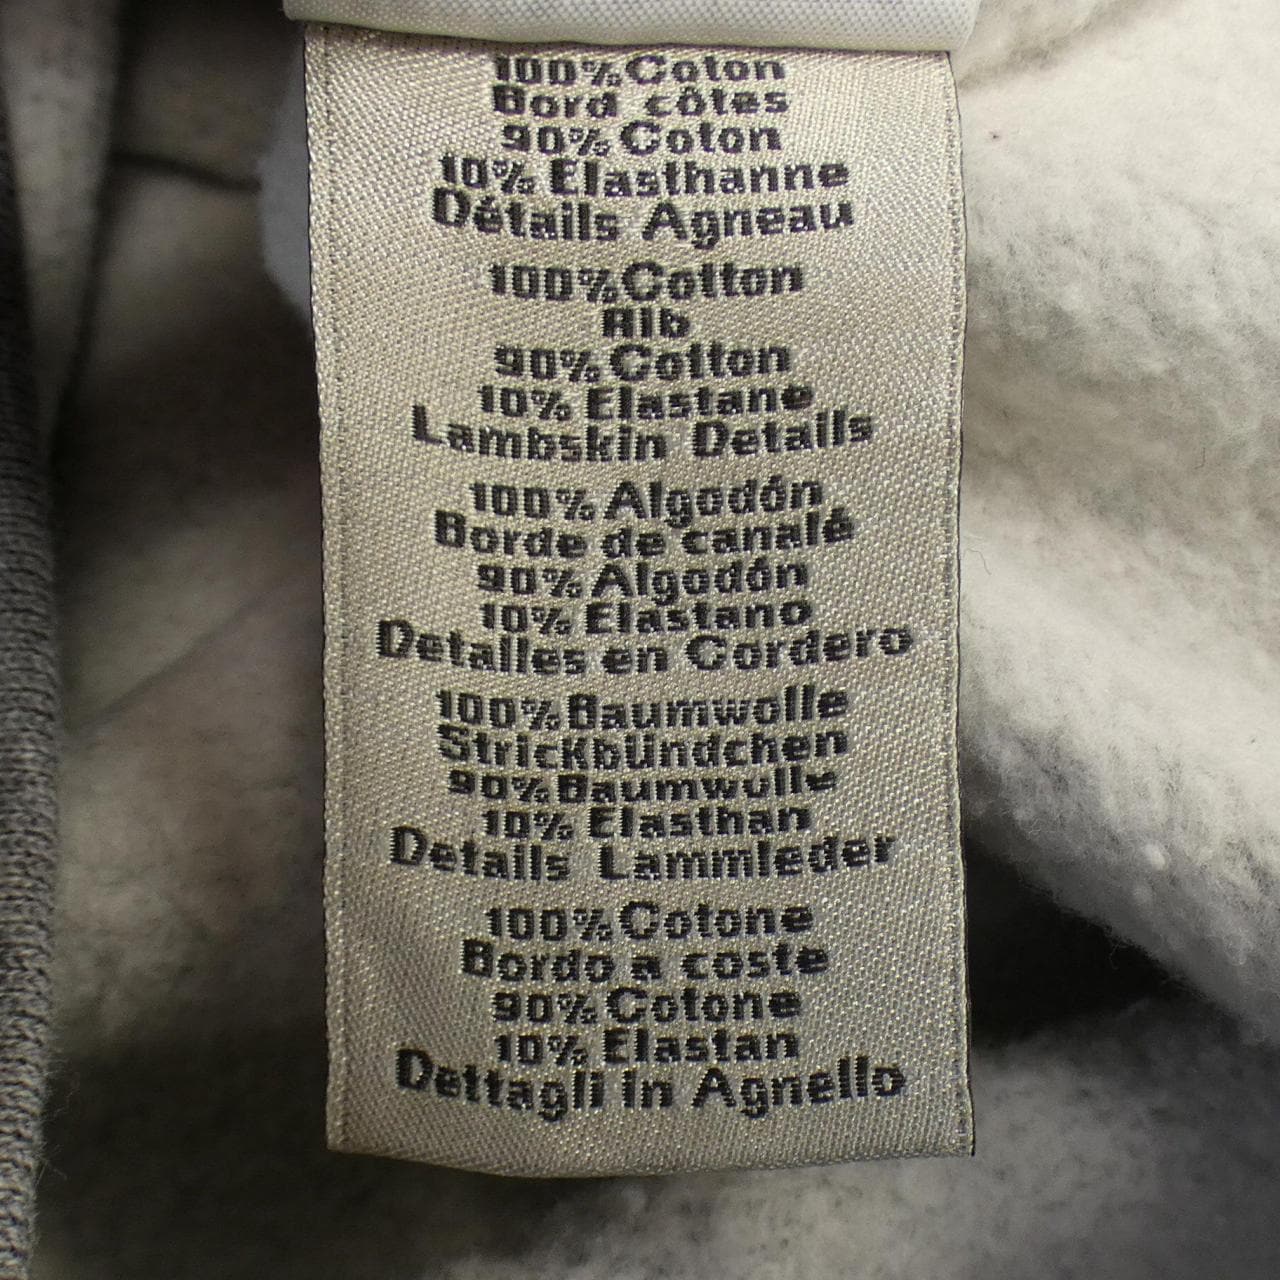 100% Coton
Bord côtes
90% Coton
10% Elasthanne
Détails Agneau
100% Cotton
Rib
90% Cotton
10% Elastane
Lambskin Details
100% Algodón
Borde de canalé
90% Algodón
10% Elastano
Detalles en Cordero
100% Baumwolle
Strickbündchen
90% Baumwolle
10% Elasthan
Details Lammleder
100% Cotone
Bordo a coste
90% Cotone
10% Elastan
Dettagli in Agnello